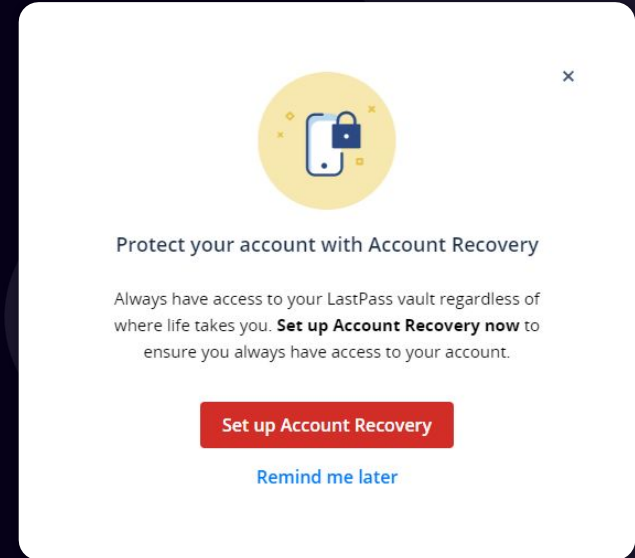 Protect your account with Account Recovery
Always have access to your LastPass vault regardless of
where life takes you. Set up Account Recovery now to
ensure you always have access to your account.
Set up Account Recovery
Remind me later